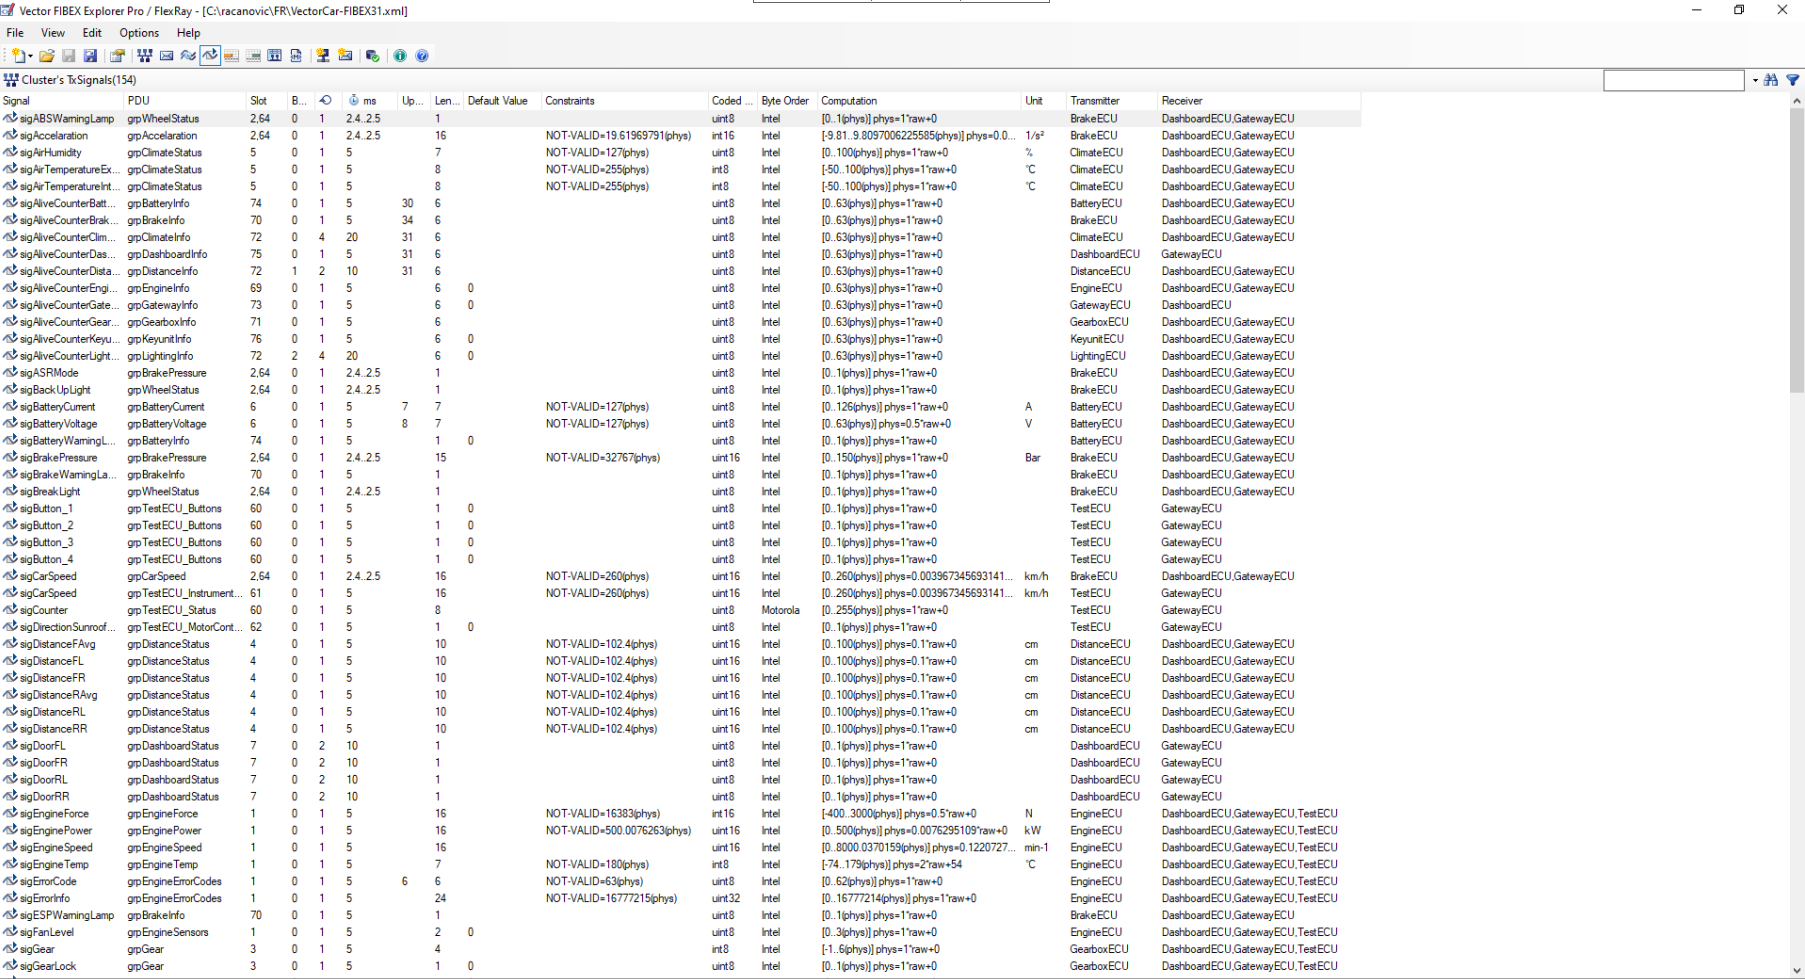 Vector FIBEX Explorer Pro / FlexRay - [C:\racanovic\FR\VectorCar-FIBEX31.xml]
File View Edit Options Help
Cluster's TxSignals(154)
Signal PDU Slot B... ms Up... Len... Default Value Constraints Coded ... Byte Order Computation Unit Transmitter Receiver
sigABSWarningLamp grpWheelStatus 2,64 0 1 2.4..2.5 1 uint8 Intel [0..1(phys)] phys=1*raw+0 BrakeECU DashboardECU,GatewayECU
sigAccelaration grpAccelaration 2,64 0 1 2.4..2.5 16 NOT-VALID=19.61969791(phys) int16 Intel [-9.81..9.8097006225585(phys)] phys=0.0... 1/s² BrakeECU DashboardECU,GatewayECU
sigAirHumidity grpClimateStatus 5 0 1 5 7 NOT-VALID=127(phys) uint8 Intel [0..100(phys)] phys=1*raw+0 % ClimateECU DashboardECU,GatewayECU
sigAirTemperatureEx... grpClimateStatus 5 0 1 5 8 NOT-VALID=255(phys) int8 Intel [-50..100(phys)] phys=1*raw+0 °C ClimateECU DashboardECU,GatewayECU
sigAirTemperatureInt... grpClimateStatus 5 0 1 5 8 NOT-VALID=255(phys) int8 Intel [-50..100(phys)] phys=1*raw+0 °C ClimateECU DashboardECU,GatewayECU
sigAliveCounterBatt... grpBatteryInfo 74 0 1 5 30 6 uint8 Intel [0..63(phys)] phys=1*raw+0 BatteryECU DashboardECU,GatewayECU
sigAliveCounterBrak... grpBrakeInfo 70 0 1 5 34 6 uint8 Intel [0..63(phys)] phys=1*raw+0 BrakeECU DashboardECU,GatewayECU
sigAliveCounterClim... grpClimateInfo 72 0 4 20 31 6 uint8 Intel [0..63(phys)] phys=1*raw+0 ClimateECU DashboardECU,GatewayECU
sigAliveCounterDas... grpDashboardInfo 75 0 1 5 31 6 uint8 Intel [0..63(phys)] phys=1*raw+0 DashboardECU GatewayECU
sigAliveCounterDista... grpDistanceInfo 72 1 2 10 31 6 uint8 Intel [0..63(phys)] phys=1*raw+0 DistanceECU DashboardECU,GatewayECU
sigAliveCounterEngi... grpEngineInfo 69 0 1 5 6 0 uint8 Intel [0..63(phys)] phys=1*raw+0 EngineECU DashboardECU,GatewayECU
sigAliveCounterGate... grpGatewayInfo 73 0 1 5 6 0 uint8 Intel [0..63(phys)] phys=1*raw+0 GatewayECU DashboardECU
sigAliveCounterGear... grpGearboxInfo 71 0 1 5 6 uint8 Intel [0..63(phys)] phys=1*raw+0 GearboxECU DashboardECU,GatewayECU
sigAliveCounterKeyu... grpKeyunitInfo 76 0 1 5 6 0 uint8 Intel [0..63(phys)] phys=1*raw+0 KeyunitECU DashboardECU,GatewayECU
sigAliveCounterLight... grpLightingInfo 72 2 4 20 6 0 uint8 Intel [0..63(phys)] phys=1*raw+0 LightingECU DashboardECU,GatewayECU
sigASRMode grpBrakePressure 2,64 0 1 2.4..2.5 1 uint8 Intel [0..1(phys)] phys=1*raw+0 BrakeECU DashboardECU,GatewayECU
sigBackUpLight grpWheelStatus 2,64 0 1 2.4..2.5 1 uint8 Intel [0..1(phys)] phys=1*raw+0 BrakeECU DashboardECU,GatewayECU
sigBatteryCurrent grpBatteryCurrent 6 0 1 5 7 7 NOT-VALID=127(phys) uint8 Intel [0..126(phys)] phys=1*raw+0 A BatteryECU DashboardECU,GatewayECU
sigBatteryVoltage grpBatteryVoltage 6 0 1 5 8 7 NOT-VALID=127(phys) uint8 Intel [0..63(phys)] phys=0.5*raw+0 V BatteryECU DashboardECU,GatewayECU
sigBatteryWarningL... grpBatteryInfo 74 0 1 5 1 0 uint8 Intel [0..1(phys)] phys=1*raw+0 BatteryECU DashboardECU,GatewayECU
sigBrakePressure grpBrakePressure 2,64 0 1 2.4..2.5 15 NOT-VALID=32767(phys) uint16 Intel [0..150(phys)] phys=1*raw+0 Bar BrakeECU DashboardECU,GatewayECU
sigBrakeWarningLa... grpBrakeInfo 70 0 1 5 1 uint8 Intel [0..1(phys)] phys=1*raw+0 BrakeECU DashboardECU,GatewayECU
sigBreakLight grpWheelStatus 2,64 0 1 2.4..2.5 1 uint8 Intel [0..1(phys)] phys=1*raw+0 BrakeECU DashboardECU,GatewayECU
sigButton_1 grpTestECU_Buttons 60 0 1 5 1 0 uint8 Intel [0..1(phys)] phys=1*raw+0 TestECU GatewayECU
sigButton_2 grpTestECU_Buttons 60 0 1 5 1 0 uint8 Intel [0..1(phys)] phys=1*raw+0 TestECU GatewayECU
sigButton_3 grpTestECU_Buttons 60 0 1 5 1 0 uint8 Intel [0..1(phys)] phys=1*raw+0 TestECU GatewayECU
sigButton_4 grpTestECU_Buttons 60 0 1 5 1 0 uint8 Intel [0..1(phys)] phys=1*raw+0 TestECU GatewayECU
sigCarSpeed grpCarSpeed 2,64 0 1 2.4..2.5 16 NOT-VALID=260(phys) uint16 Intel [0..260(phys)] phys=0.003967345693141... km/h BrakeECU DashboardECU,GatewayECU
sigCarSpeed grpTestECU_Instrument... 61 0 1 5 16 NOT-VALID=260(phys) uint16 Intel [0..260(phys)] phys=0.003967345693141... km/h TestECU GatewayECU
sigCounter grpTestECU_Status 60 0 1 5 8 uint8 Motorola [0..255(phys)] phys=1*raw+0 TestECU GatewayECU
sigDirectionSunroof... grpTestECU_MotorCont... 62 0 1 5 1 0 uint8 Intel [0..1(phys)] phys=1*raw+0 TestECU GatewayECU
sigDistanceFAvg grpDistanceStatus 4 0 1 5 10 NOT-VALID=102.4(phys) uint16 Intel [0..100(phys)] phys=0.1*raw+0 cm DistanceECU DashboardECU,GatewayECU
sigDistanceFL grpDistanceStatus 4 0 1 5 10 NOT-VALID=102.4(phys) uint16 Intel [0..100(phys)] phys=0.1*raw+0 cm DistanceECU DashboardECU,GatewayECU
sigDistanceFR grpDistanceStatus 4 0 1 5 10 NOT-VALID=102.4(phys) uint16 Intel [0..100(phys)] phys=0.1*raw+0 cm DistanceECU DashboardECU,GatewayECU
sigDistanceRAvg grpDistanceStatus 4 0 1 5 10 NOT-VALID=102.4(phys) uint16 Intel [0..100(phys)] phys=0.1*raw+0 cm DistanceECU DashboardECU,GatewayECU
sigDistanceRL grpDistanceStatus 4 0 1 5 10 NOT-VALID=102.4(phys) uint16 Intel [0..100(phys)] phys=0.1*raw+0 cm DistanceECU DashboardECU,GatewayECU
sigDistanceRR grpDistanceStatus 4 0 1 5 10 NOT-VALID=102.4(phys) uint16 Intel [0..100(phys)] phys=0.1*raw+0 cm DistanceECU DashboardECU,GatewayECU
sigDoorFL grpDashboardStatus 7 0 2 10 1 uint8 Intel [0..1(phys)] phys=1*raw+0 DashboardECU GatewayECU
sigDoorFR grpDashboardStatus 7 0 2 10 1 uint8 Intel [0..1(phys)] phys=1*raw+0 DashboardECU GatewayECU
sigDoorRL grpDashboardStatus 7 0 2 10 1 uint8 Intel [0..1(phys)] phys=1*raw+0 DashboardECU GatewayECU
sigDoorRR grpDashboardStatus 7 0 2 10 1 uint8 Intel [0..1(phys)] phys=1*raw+0 DashboardECU GatewayECU
sigEngineForce grpEngineForce 1 0 1 5 16 NOT-VALID=16383(phys) int16 Intel [-400..3000(phys)] phys=0.5*raw+0 N EngineECU DashboardECU,GatewayECU,TestECU
sigEnginePower grpEnginePower 1 0 1 5 16 NOT-VALID=500.0076263(phys) uint16 Intel [0..500(phys)] phys=0.0076295109*raw+0 kW EngineECU DashboardECU,GatewayECU,TestECU
sigEngineSpeed grpEngineSpeed 1 0 1 5 16 uint16 Intel [0..8000.0370159(phys)] phys=0.1220727... min-1 EngineECU DashboardECU,GatewayECU,TestECU
sigEngineTemp grpEngineTemp 1 0 1 5 7 NOT-VALID=180(phys) int8 Intel [-74..179(phys)] phys=2*raw+54 °C EngineECU DashboardECU,GatewayECU,TestECU
sigErrorCode grpEngineErrorCodes 1 0 1 5 6 6 NOT-VALID=63(phys) uint8 Intel [0..62(phys)] phys=1*raw+0 EngineECU DashboardECU,GatewayECU,TestECU
sigErrorInfo grpEngineErrorCodes 1 0 1 5 24 NOT-VALID=16777215(phys) uint32 Intel [0..16777214(phys)] phys=1*raw+0 EngineECU DashboardECU,GatewayECU,TestECU
sigESPWarningLamp grpBrakeInfo 70 0 1 5 1 uint8 Intel [0..1(phys)] phys=1*raw+0 BrakeECU DashboardECU,GatewayECU
sigFanLevel grpEngineSensors 1 0 1 5 2 0 uint8 Intel [0..3(phys)] phys=1*raw+0 EngineECU DashboardECU,GatewayECU,TestECU
sigGear grpGear 3 0 1 5 4 int8 Intel [-1..6(phys)] phys=1*raw+0 GearboxECU DashboardECU,GatewayECU,TestECU
sigGearLock grpGear 3 0 1 5 1 0 uint8 Intel [0..1(phys)] phys=1*raw+0 GearboxECU DashboardECU,GatewayECU,TestECU